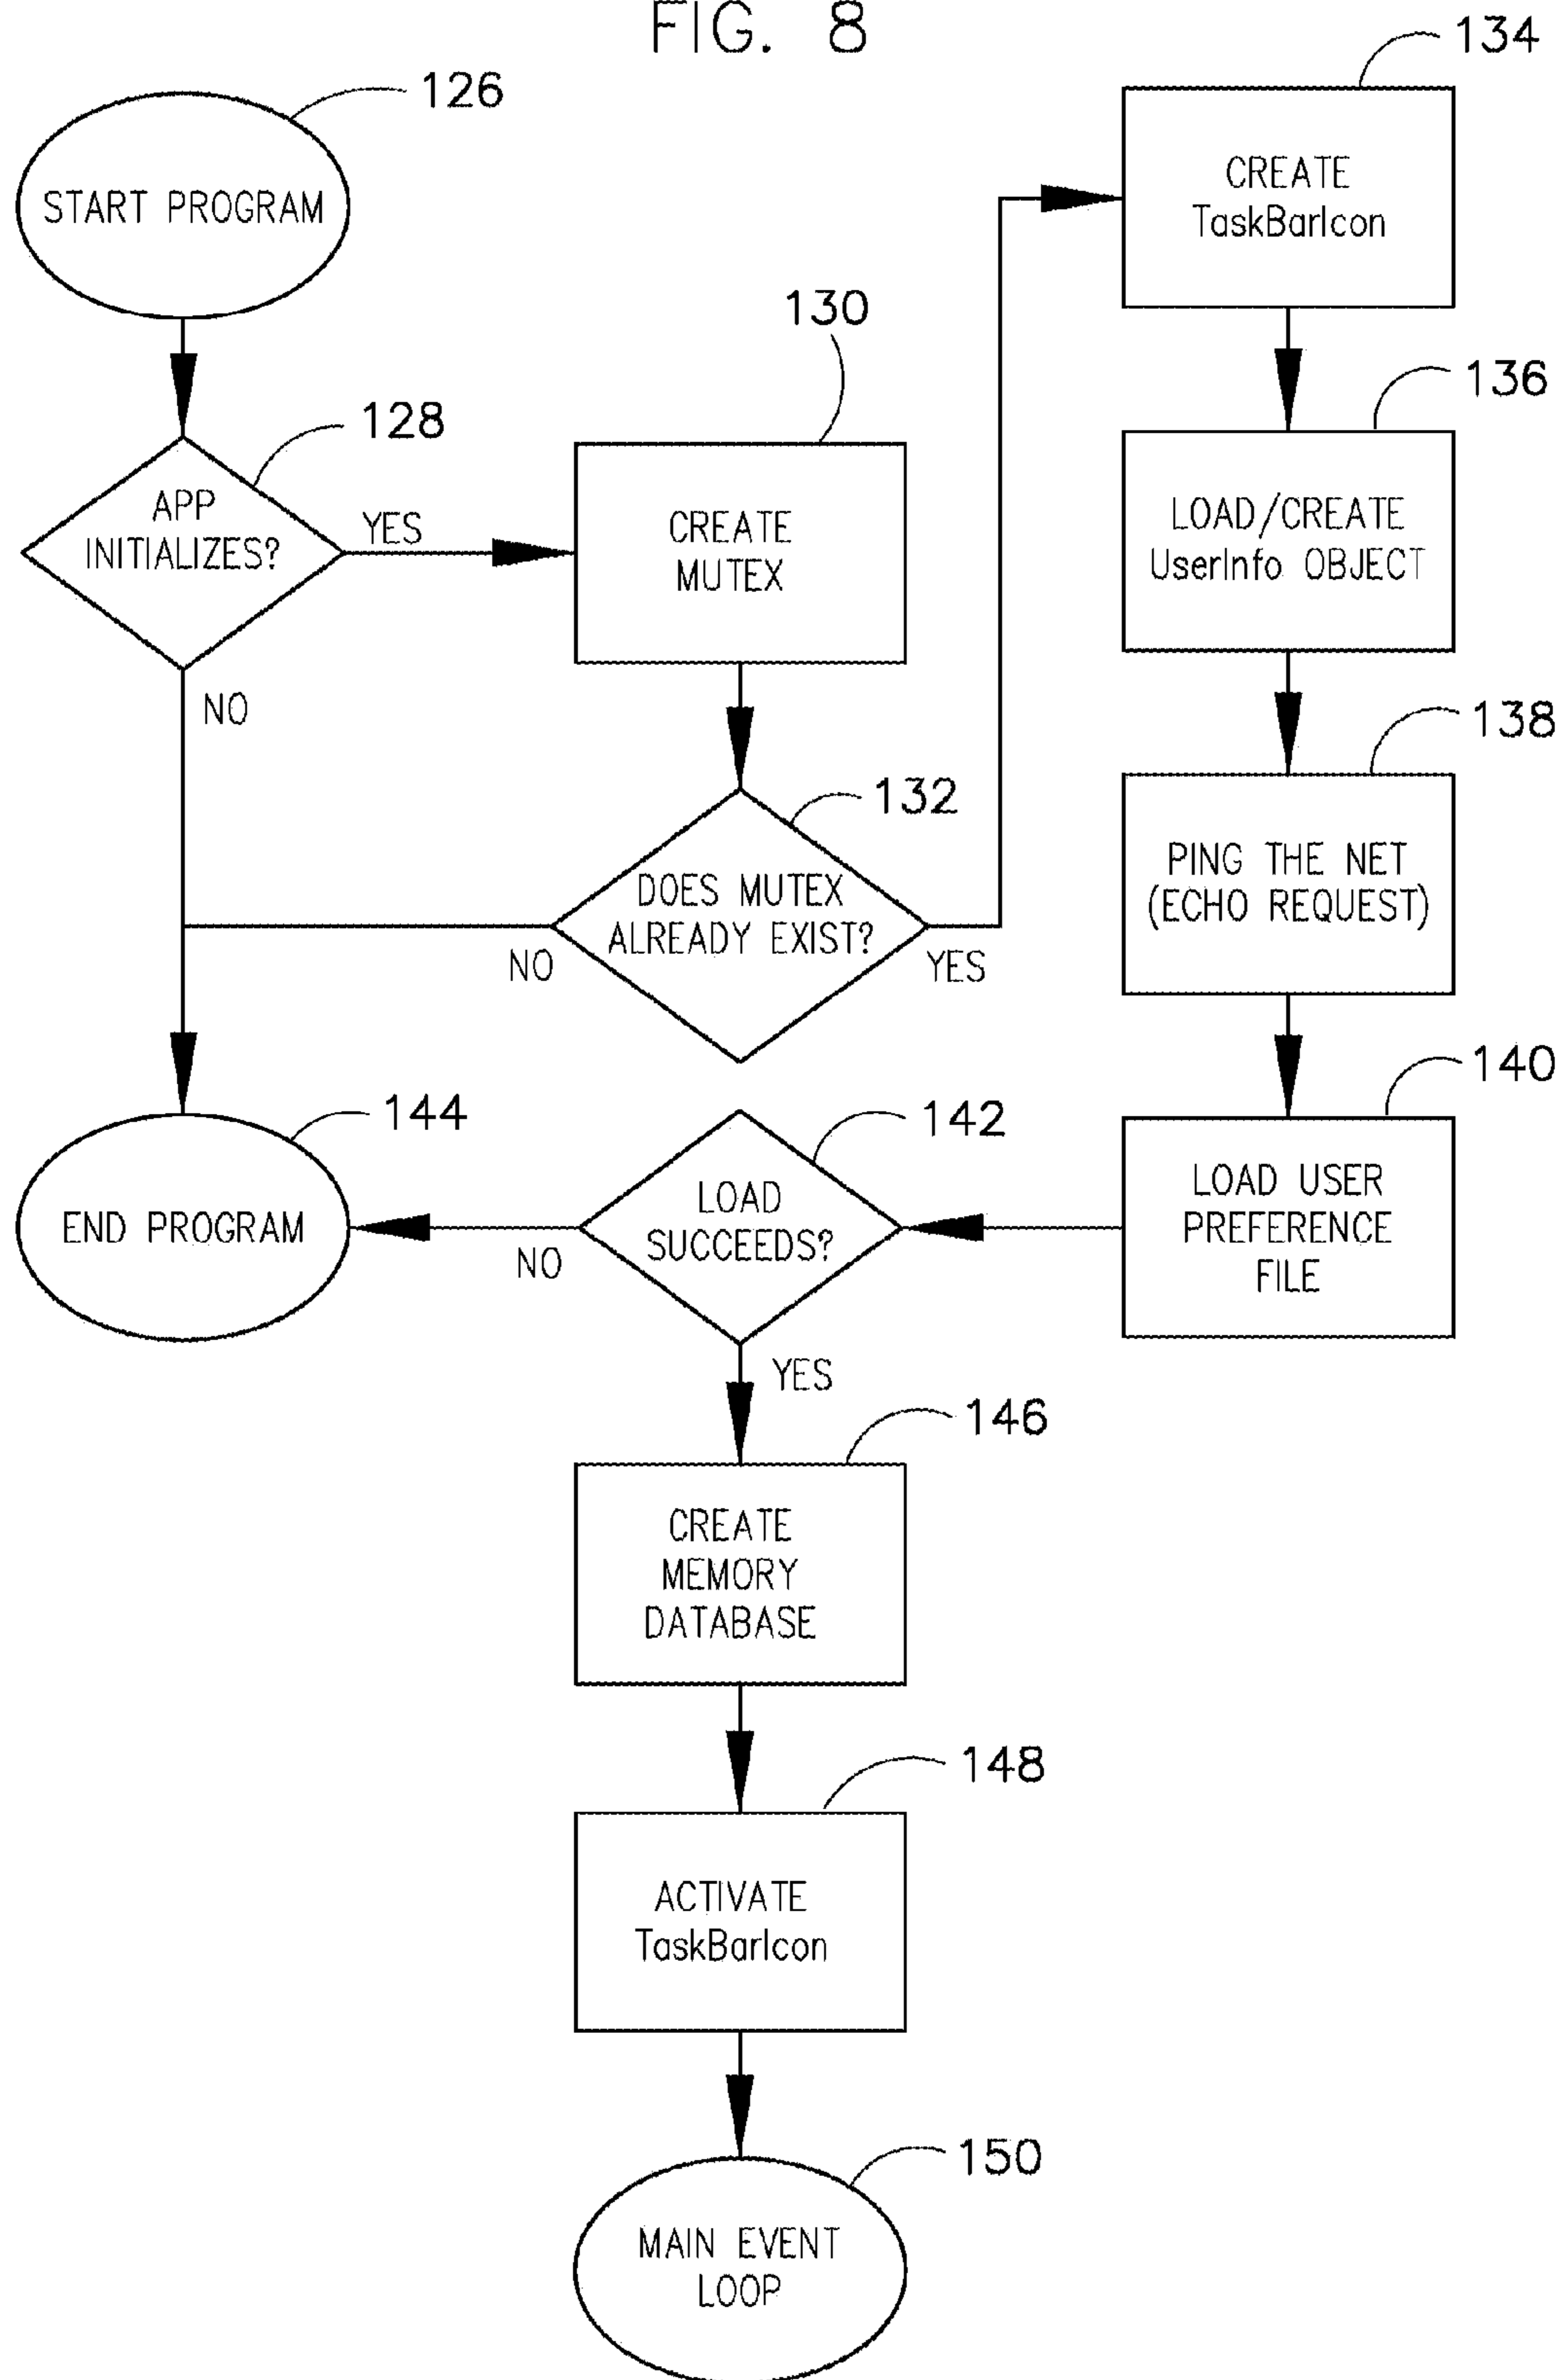 FIG. 8
126
START PROGRAM
128
APP
INITIALIZES?
YES
NO
130
CREATE
MUTEX
132
DOES MUTEX
ALREADY EXIST?
NO
YES
134
CREATE
TaskBarIcon
136
LOAD/CREATE
UserInfo OBJECT
138
PING THE NET
(ECHO REQUEST)
140
LOAD USER
PREFERENCE
FILE
142
LOAD
SUCCEEDS?
NO
YES
144
END PROGRAM
146
CREATE
MEMORY
DATABASE
148
ACTIVATE
TaskBarIcon
150
MAIN EVENT
LOOP